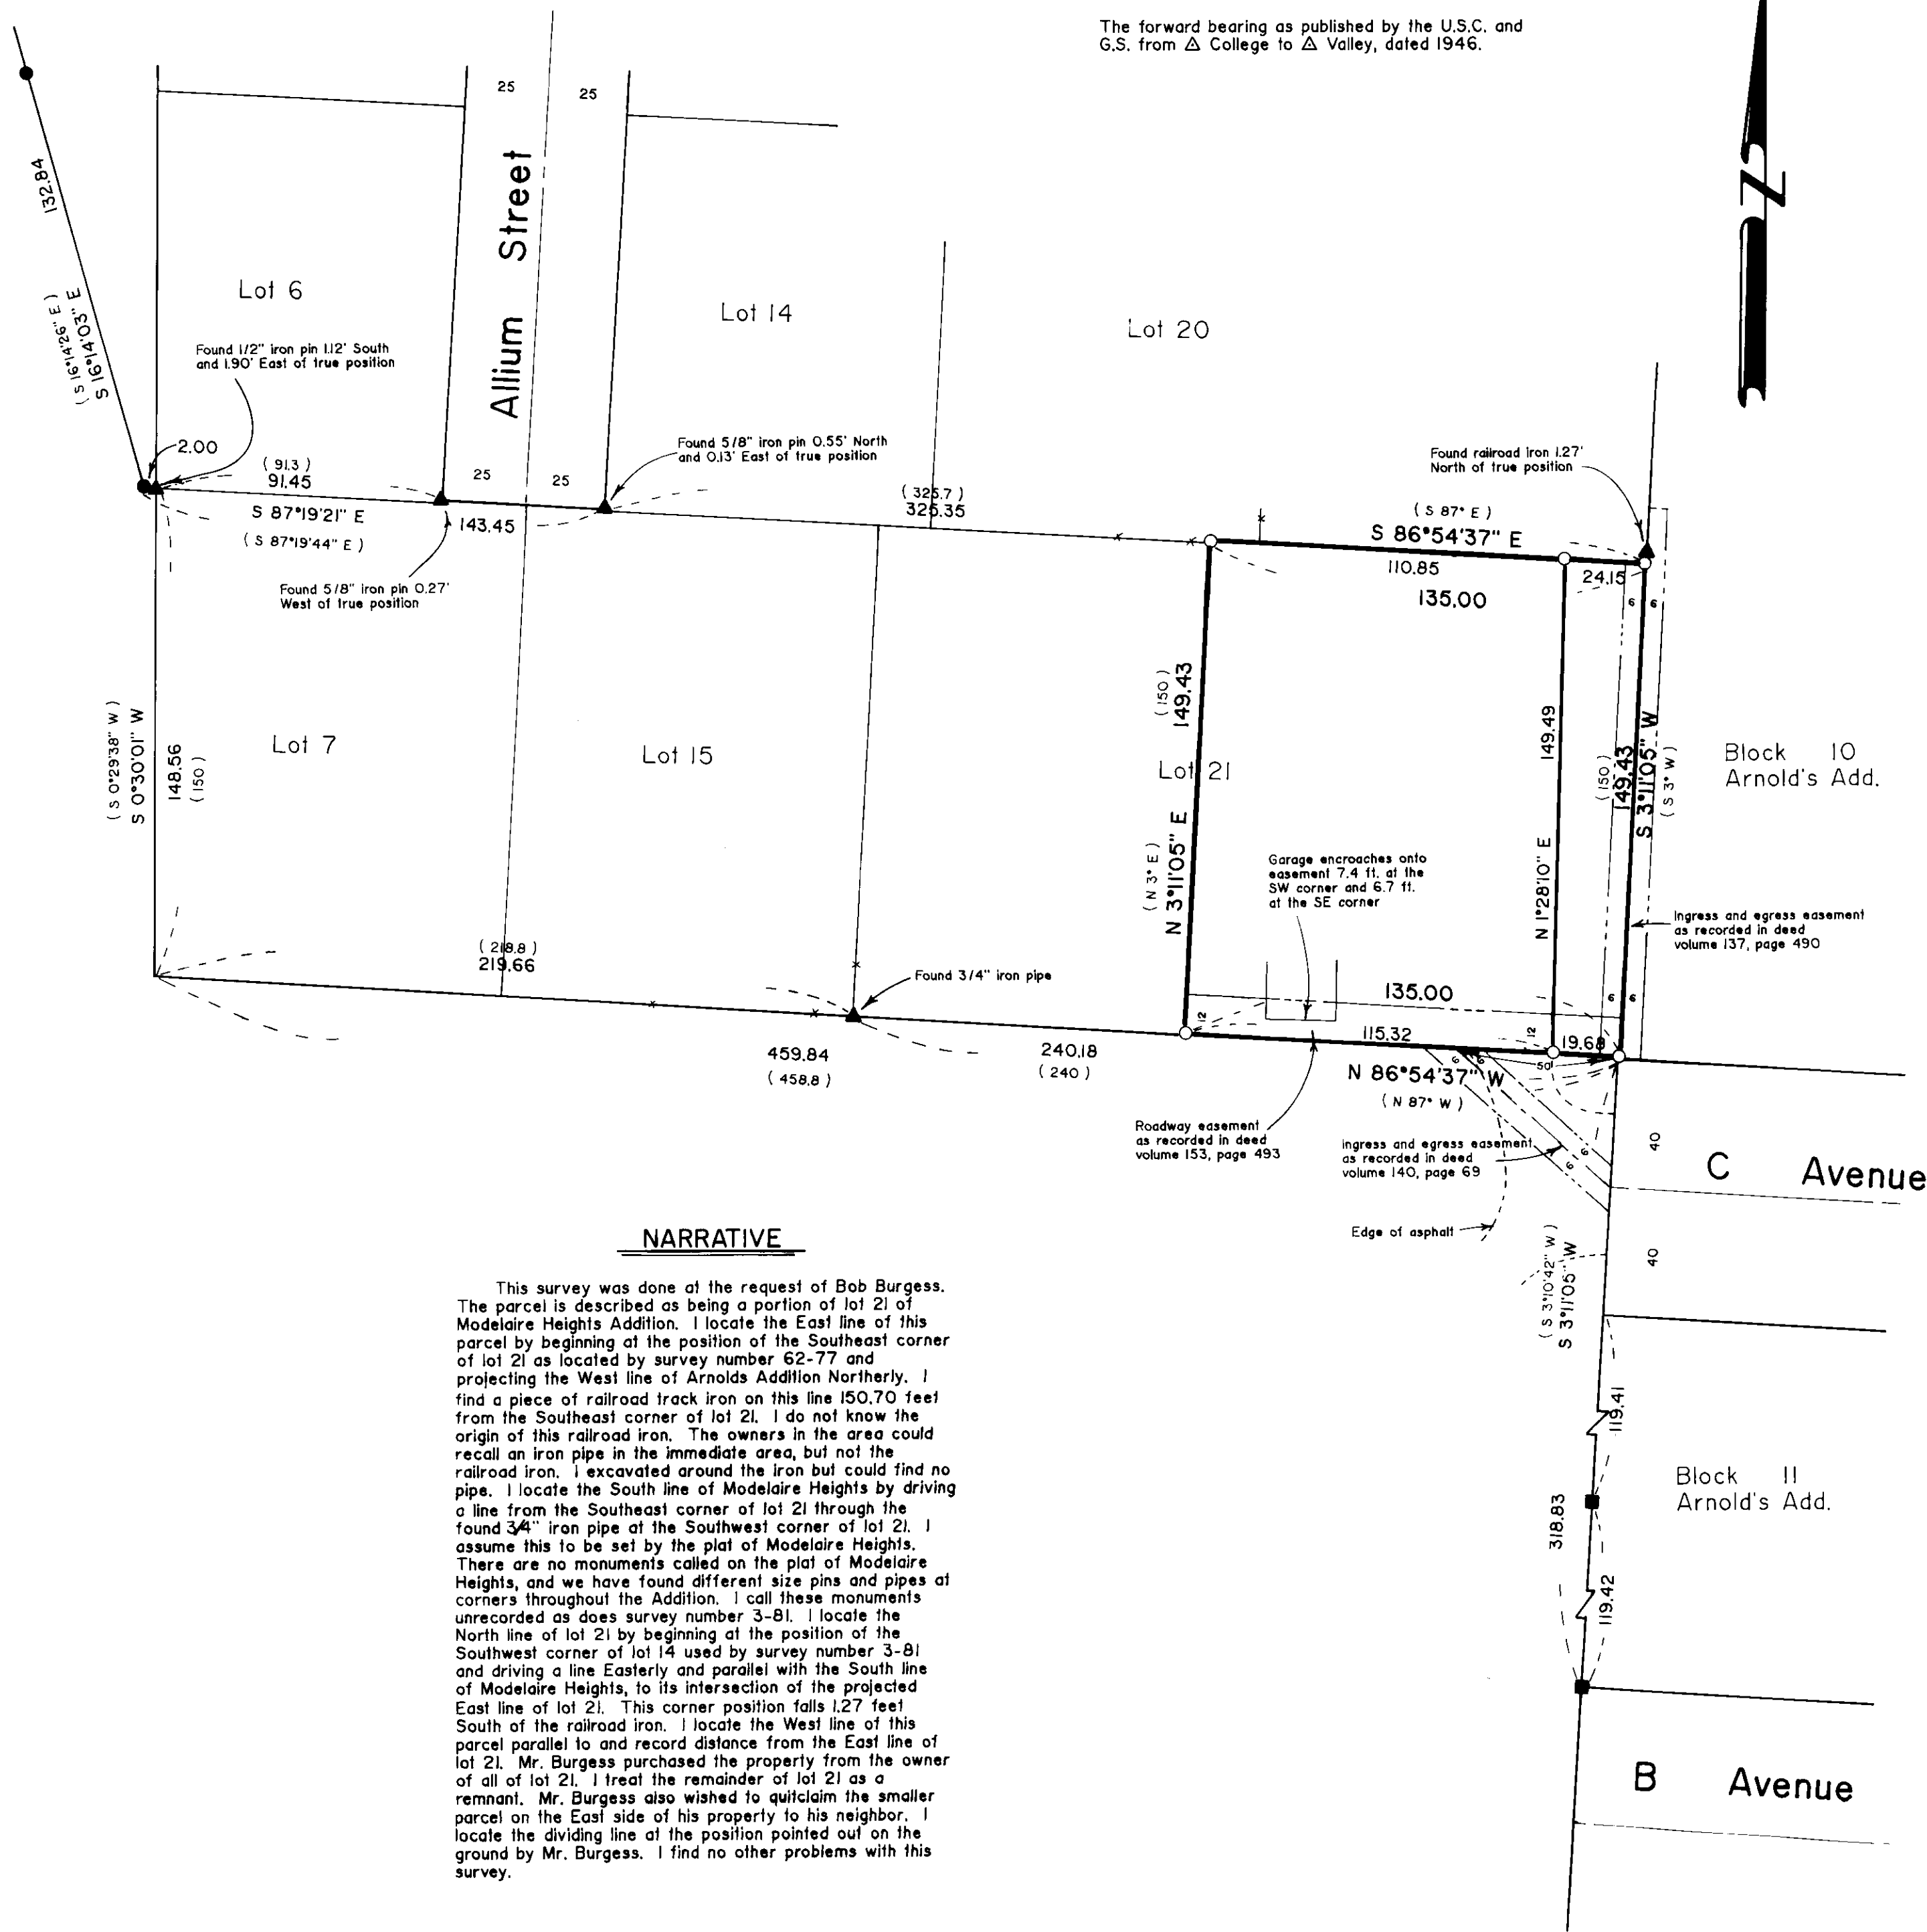 The forward bearing as published by the U.S.C. and
G.S. from △ College to △ Valley, dated 1946.
N
25
25
132.84
Allium Street
Lot 6
Lot 14
Lot 20
( S 16°14'26" E )
S 16°14'03" E
Found 1/2" iron pin 1.12' South
and 1.90' East of true position
2.00
( 91.3 )
91.45
S 87°19'21" E
( S 87°19'44" E )
25
25
143.45
Found 5/8" iron pin 0.55' North
and 0.13' East of true position
Found 5/8" iron pin 0.27'
West of true position
( 325.7 )
325.35
Found railroad iron 1.27'
North of true position
( S 87° E )
S 86°54'37" E
110.85
24.15
135.00
6
6
( S 0°29'38" W )
S 0°30'01" W
148.56
( 150 )
Lot 7
Lot 15
Lot 21
( 150 )
149.43
( N 3° E )
N 3°11'05" E
149.49
N 1°28'10" E
( 150 )
149.43
S 3°11'05" W
( S 3° W )
Block 10
Arnold's Add.
Garage encroaches onto
easement 7.4 ft. at the
SW corner and 6.7 ft.
at the SE corner
Ingress and egress easement
as recorded in deed
volume 137, page 490
( 218.8 )
219.66
Found 3/4" iron pipe
135.00
6
6
12
12
115.32
19.68
50'
459.84
( 458.8 )
240.18
( 240 )
N 86°54'37" W
( N 87° W )
6
6
Roadway easement
as recorded in deed
volume 153, page 493
Ingress and egress easement
as recorded in deed
volume 140, page 69
6
6
Edge of asphalt
40
C Avenue
40
( S 3°10'42" W )
S 3°11'05" W
119.41
318.83
119.42
Block 11
Arnold's Add.
B Avenue
NARRATIVE
This survey was done at the request of Bob Burgess.
The parcel is described as being a portion of lot 21 of
Modelaire Heights Addition. I locate the East line of this
parcel by beginning at the position of the Southeast corner
of lot 21 as located by survey number 62-77 and
projecting the West line of Arnolds Addition Northerly. I
find a piece of railroad track iron on this line 150.70 feet
from the Southeast corner of lot 21. I do not know the
origin of this railroad iron. The owners in the area could
recall an iron pipe in the immediate area, but not the
railroad iron. I excavated around the iron but could find no
pipe. I locate the South line of Modelaire Heights by driving
a line from the Southeast corner of lot 21 through the
found 3/4" iron pipe at the Southwest corner of lot 21. I
assume this to be set by the plat of Modelaire Heights.
There are no monuments called on the plat of Modelaire
Heights, and we have found different size pins and pipes at
corners throughout the Addition. I call these monuments
unrecorded as does survey number 3-81. I locate the
North line of lot 21 by beginning at the position of the
Southwest corner of lot 14 used by survey number 3-81
and driving a line Easterly and parallel with the South line
of Modelaire Heights, to its intersection of the projected
East line of lot 21. This corner position falls 1.27 feet
South of the railroad iron. I locate the West line of this
parcel parallel to and record distance from the East line of
lot 21. Mr. Burgess purchased the property from the owner
of all of lot 21. I treat the remainder of lot 21 as a
remnant. Mr. Burgess also wished to quitclaim the smaller
parcel on the East side of his property to his neighbor. I
locate the dividing line at the position pointed out on the
ground by Mr. Burgess. I find no other problems with this
survey.